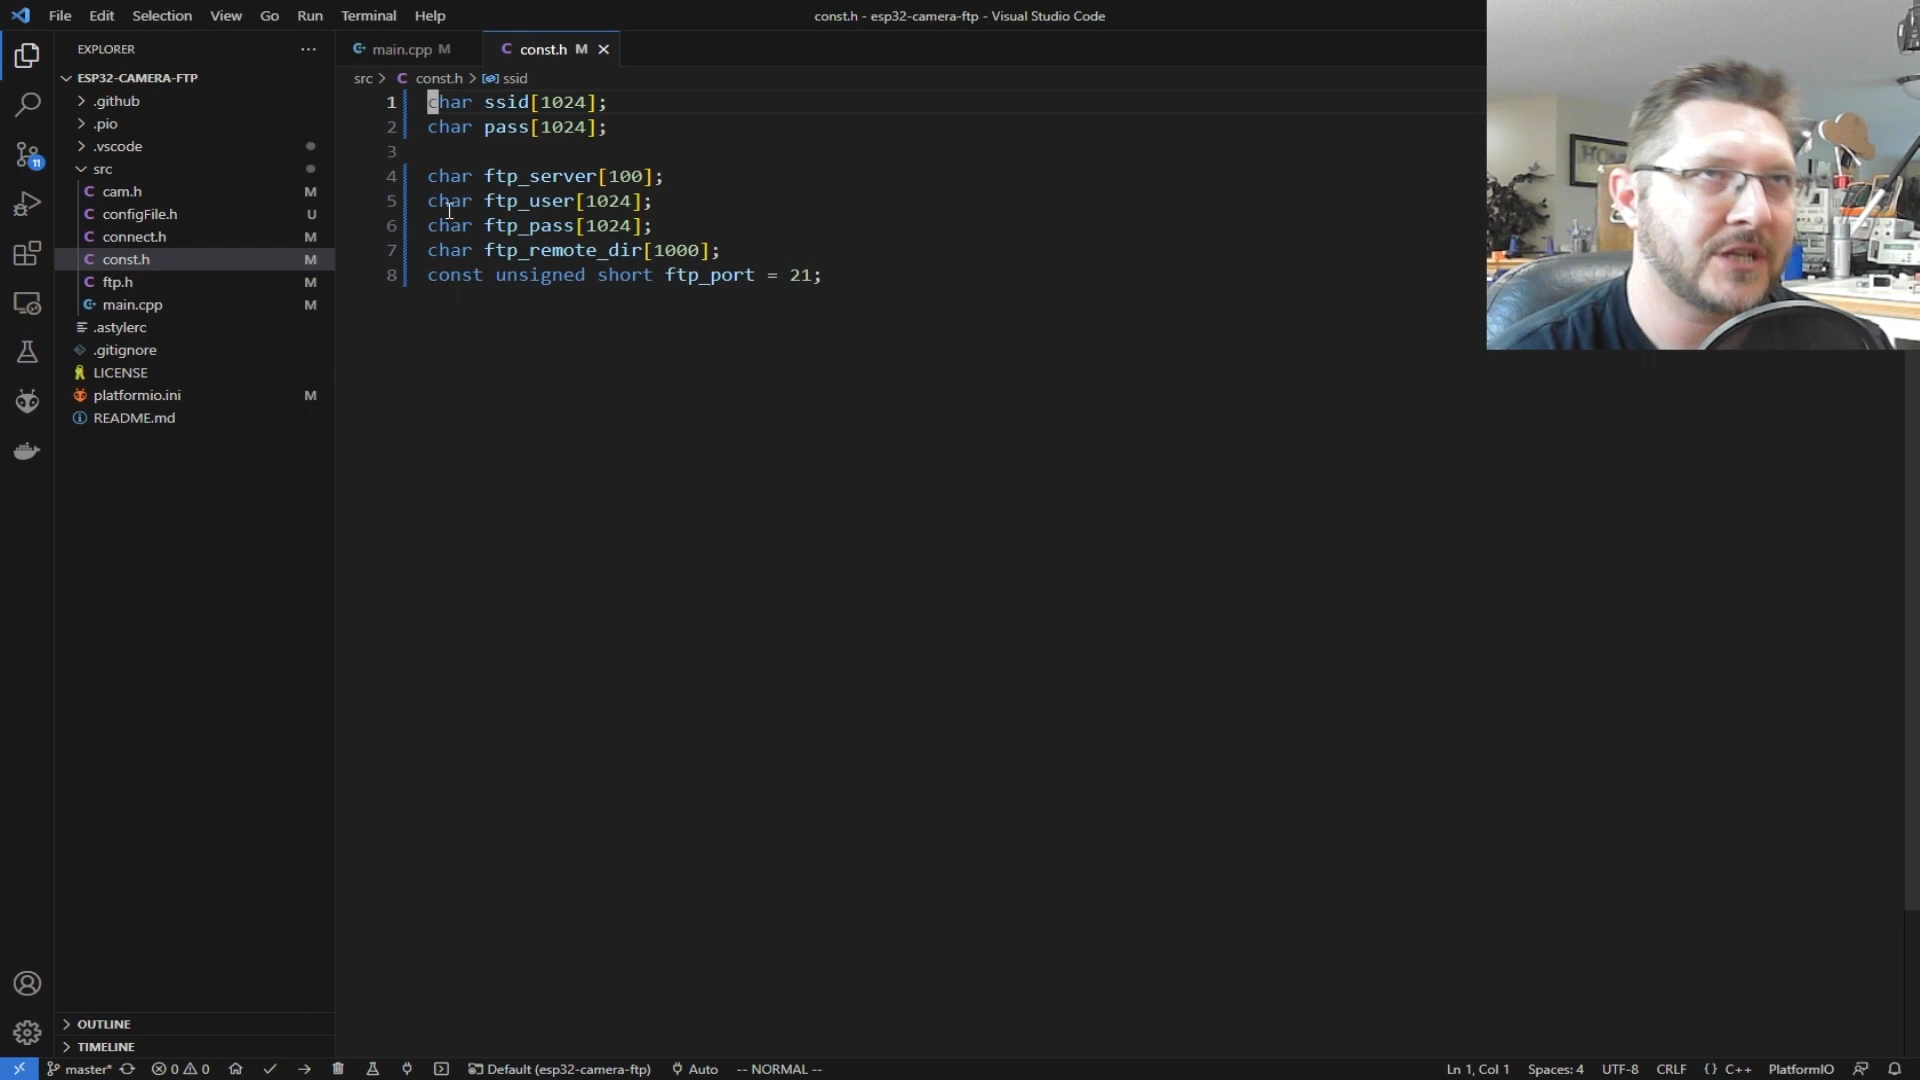 File Edit Selection View Go Run Terminal Help
const.h - esp32-camera-ftp - Visual Studio Code
EXPLORER
main.cpp M
const.h M
ESP32-CAMERA-FTP
src > const.h > ssid
.github
.pio
.vscode
src
cam.h M
configFile.h U
connect.h M
const.h M
ftp.h M
main.cpp M
.astylerc
.gitignore
LICENSE
platformio.ini M
README.md
11
1 char ssid[1024];
2 char pass[1024];
3
4 char ftp_server[100];
5 char ftp_user[1024];
6 char ftp_pass[1024];
7 char ftp_remote_dir[1000];
8 const unsigned short ftp_port = 21;
HOME
OUTLINE
TIMELINE
master* 0 0 Default (esp32-camera-ftp) Auto -- NORMAL -- Ln 1, Col 1 Spaces: 4 UTF-8 CRLF {} C++ PlatformIO